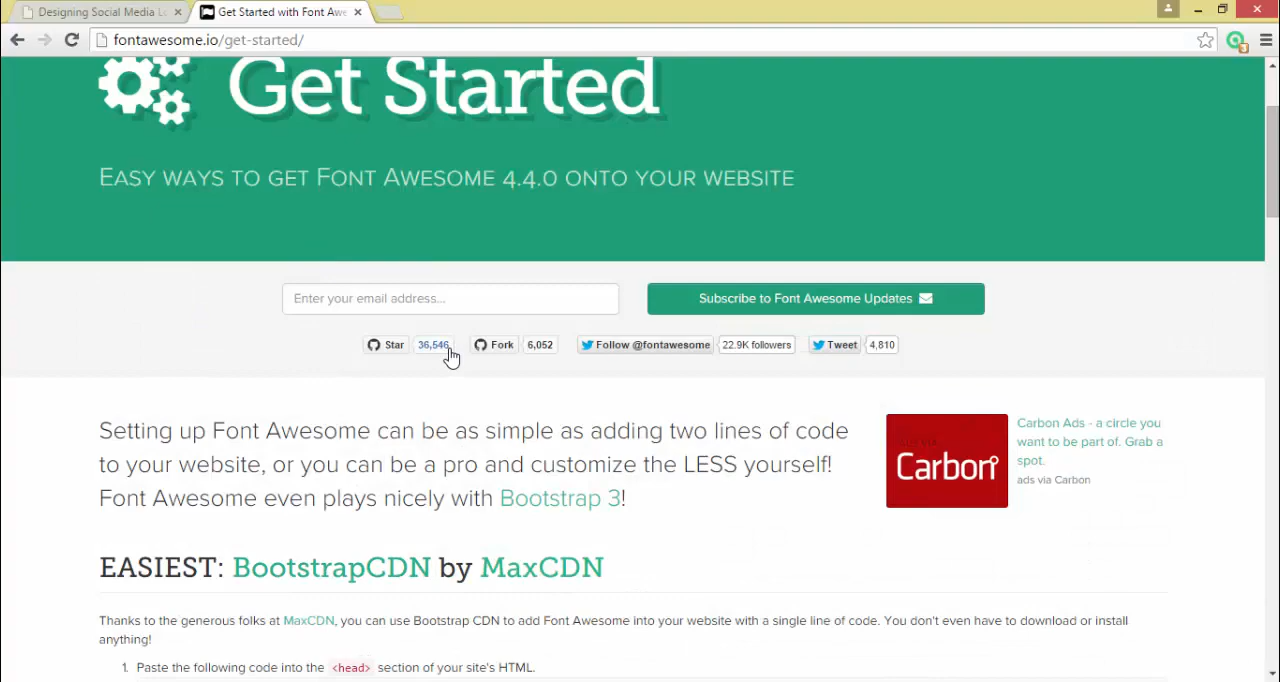 Designing Social Media Lo
Get Started with Font Awe
fontawesome.io/get-started/
Get Started
Easy ways to get Font Awesome 4.4.0 onto your website
Enter your email address...
Subscribe to Font Awesome Updates
Star 36,546 Fork 6,052 Follow @fontawesome 22.9K followers Tweet 4,810
Setting up Font Awesome can be as simple as adding two lines of code
to your website, or you can be a pro and customize the LESS yourself!
Font Awesome even plays nicely with Bootstrap 3!
Carbon
Carbon Ads - a circle you
want to be part of. Grab a
spot.
ads via Carbon
EASIEST: BootstrapCDN by MaxCDN
Thanks to the generous folks at MaxCDN, you can use Bootstrap CDN to add Font Awesome into your website with a single line of code. You don't even have to download or install
anything!
1. Paste the following code into the <head> section of your site's HTML.